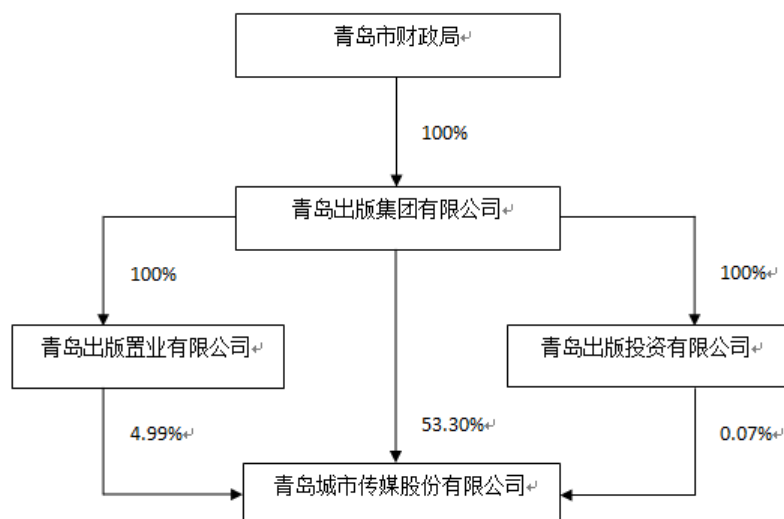 青岛市财政局
100%
青岛出版集团有限公司
100%
100%
青岛出版置业有限公司
青岛出版投资有限公司
4.99%
53.30%
0.07%
青岛城市传媒股份有限公司